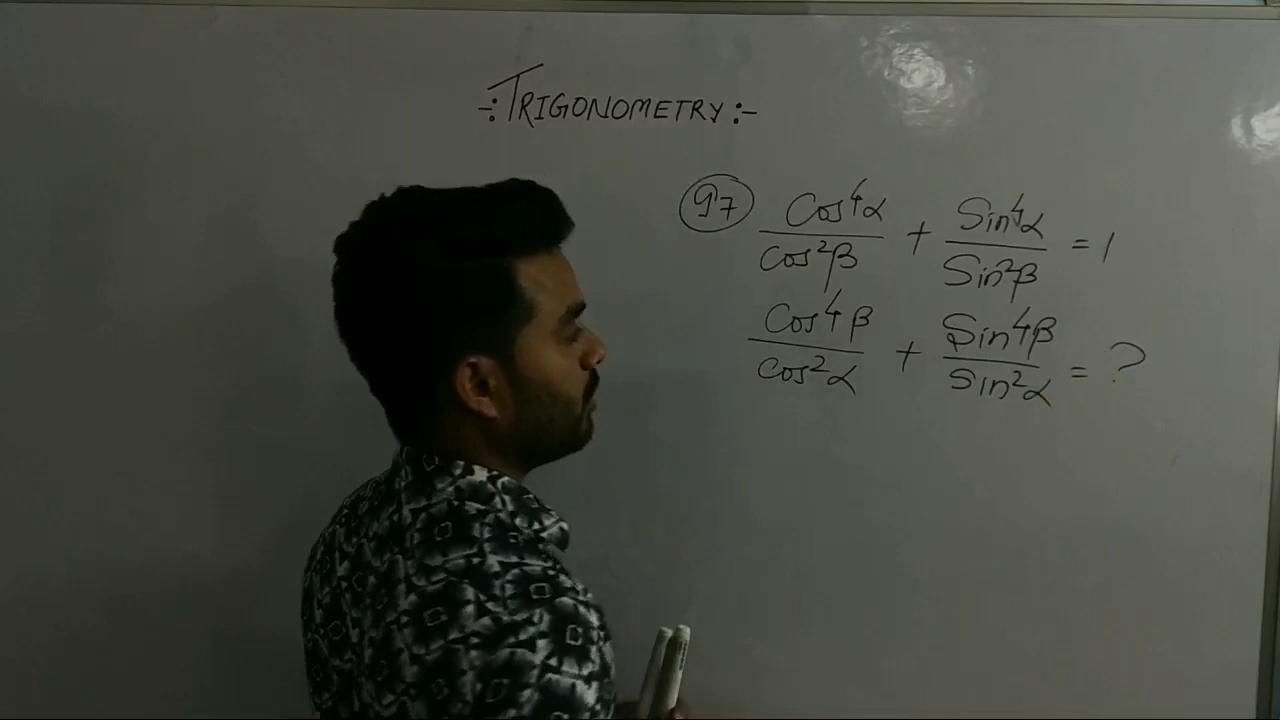 -: TRIGONOMETRY :-
97 Cos⁴α/Cos²β + Sin⁴α/Sin²β = 1
Cos⁴β/Cos²α + Sin⁴β/Sin²α = ?